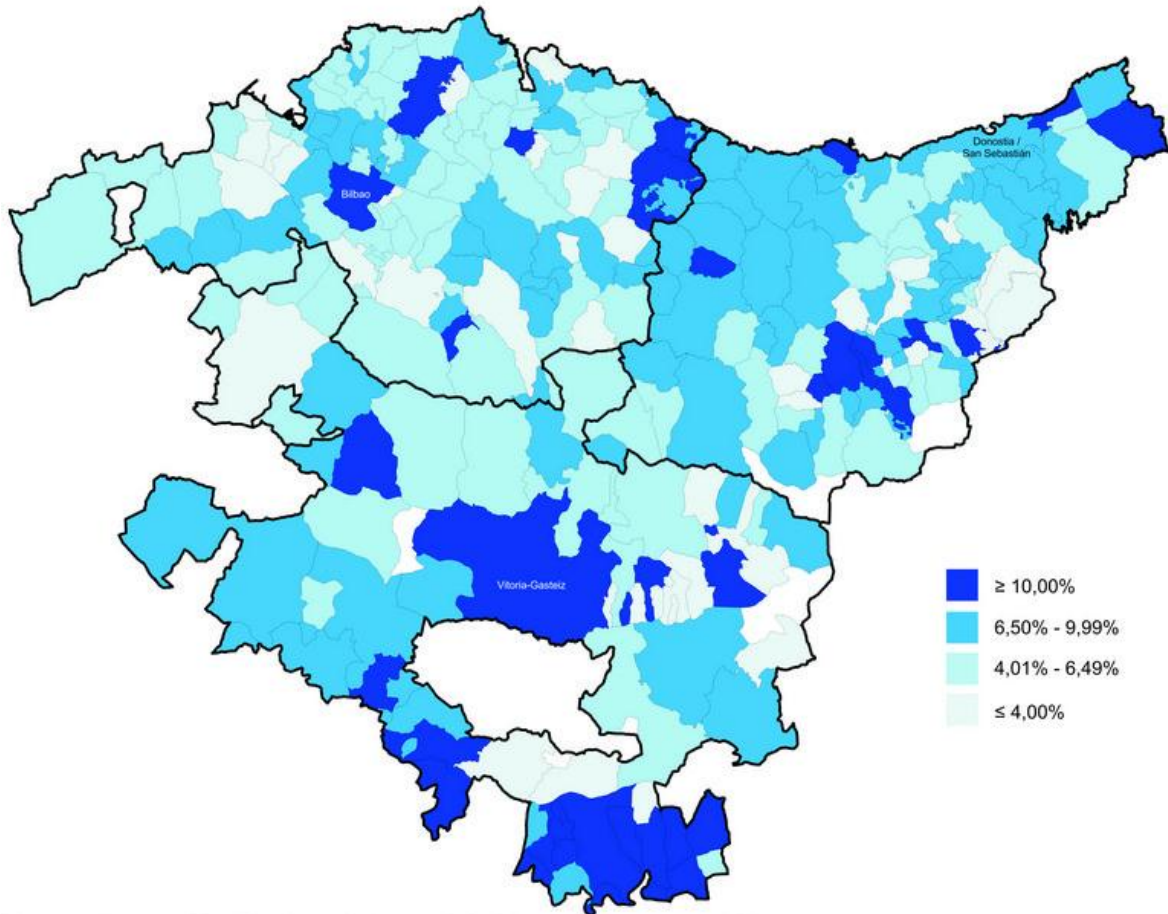 Donostia /
San Sebastián
Bilbao
Vitoria-Gasteiz
≥ 10,00%
6,50% - 9,99%
4,01% - 6,49%
≤ 4,00%